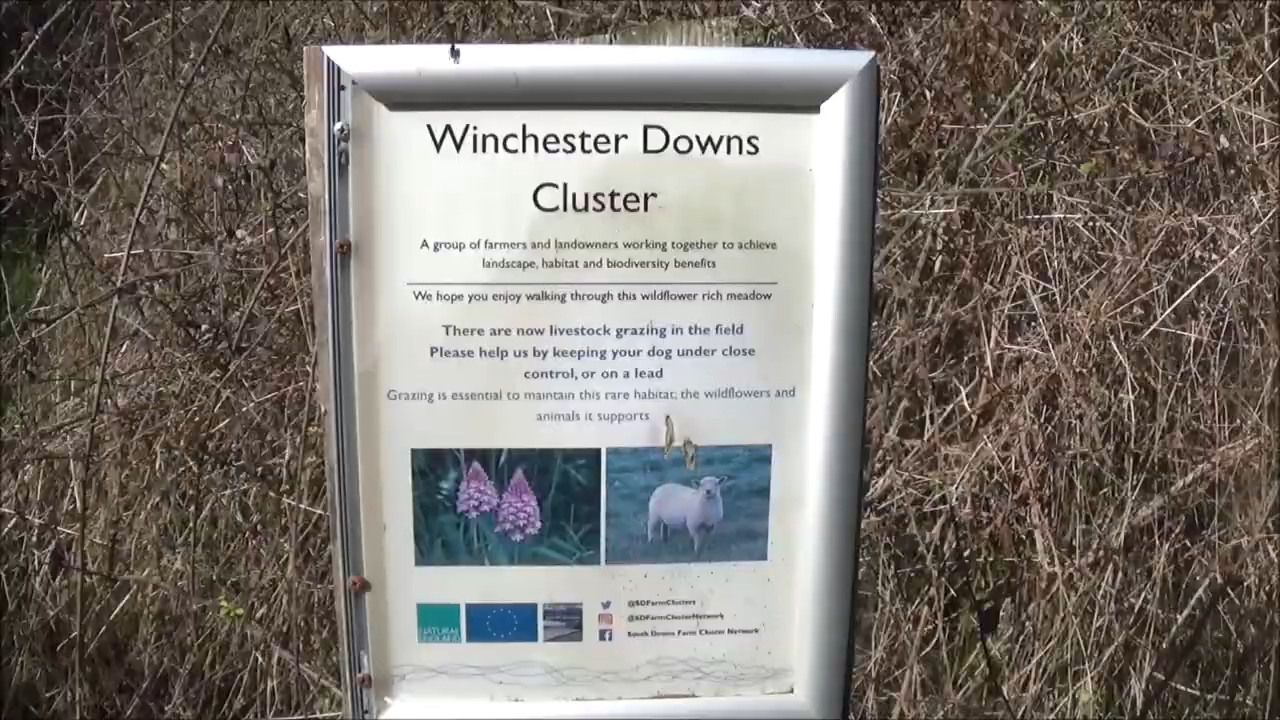 Winchester Downs
Cluster
A group of farmers and landowners working together to achieve
landscape, habitat and biodiversity benefits
We hope you enjoy walking through this wildflower rich meadow
There are now livestock grazing in the field
Please help us by keeping your dog under close
control, or on a lead
Grazing is essential to maintain this rare habitat; the wildflowers and
animals it supports
NATURAL
ENGLAND
@SDFarmClusters
@SDFarmClusterNetwork
South Downs Farm Cluster Network